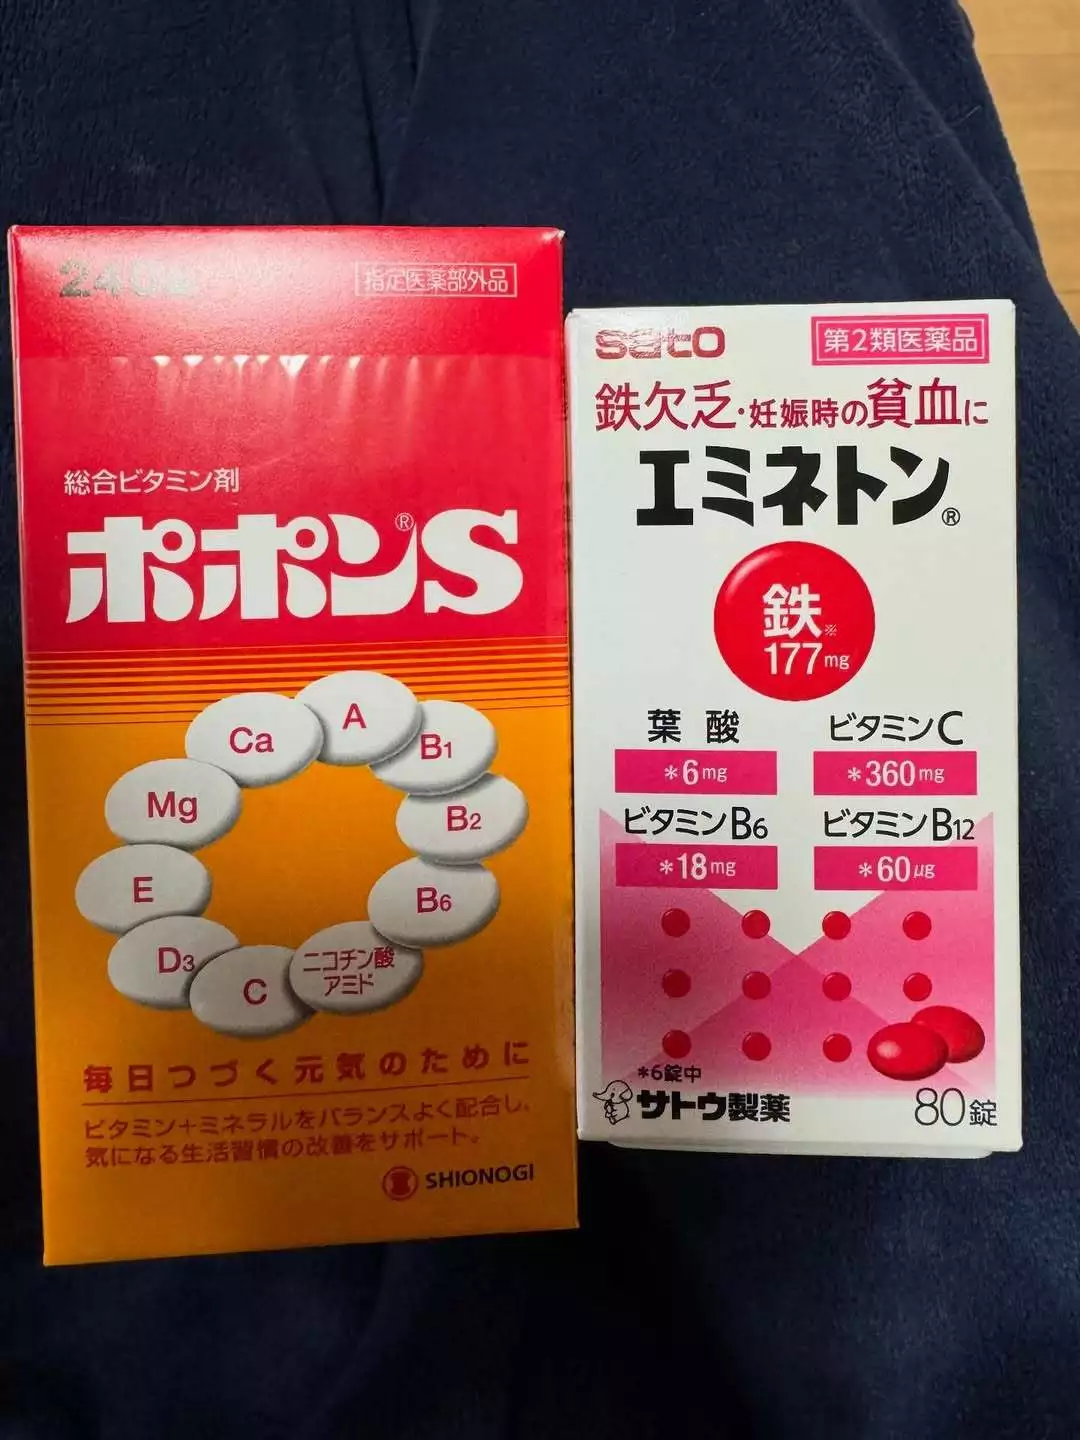 指定医薬部外品
総合ビタミン剤
ポポン®S
A
B1
B2
B6
ニコチン酸
アミド
C
D3
E
Mg
Ca
毎日つづく元気のために
ビタミン+ミネラルをバランスよく配合し、
気になる生活習慣の改善をサポート。
SHIONOGI
sato
第2類医薬品
鉄欠乏・妊娠時の貧血に
エミネトン®
鉄※
177mg
葉酸
*6mg
ビタミンC
*360mg
ビタミンB6
*18mg
ビタミンB12
*60μg
*6錠中
サトウ製薬
80錠